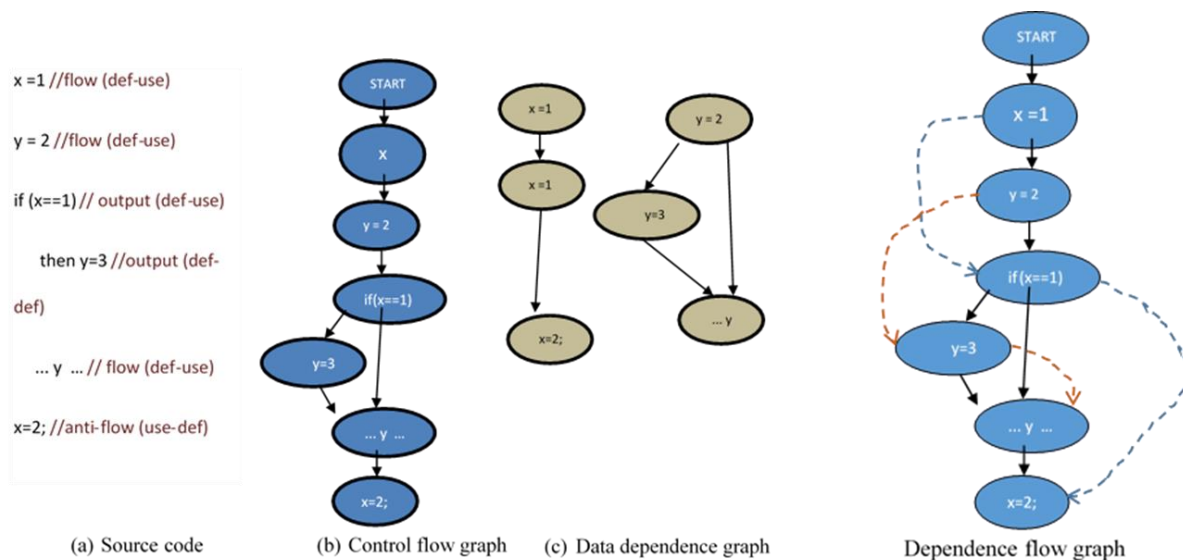 x =1 //flow (def-use)
y = 2 //flow (def-use)
if (x==1) // output (def-use)
then y=3 //output (def-
def)
... y ... // flow (def-use)
x=2; //anti-flow (use-def)
(a) Source code
START
x
y = 2
if(x==1)
y=3
... y ...
x=2;
(b) Control flow graph
x =1
x =1
x=2;
y = 2
y=3
... y
(c) Data dependence graph
START
x =1
y = 2
if(x==1)
y=3
... y ...
x=2;
Dependence flow graph